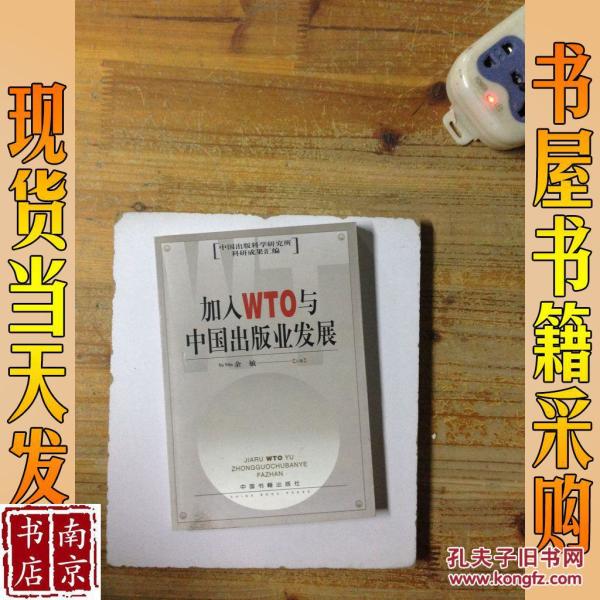 现货当天发
书屋书籍采购
中国出版科学研究所
科研成果汇编
加入WTO与
中国出版业发展
余敏
JIARU WTO YU
ZHONGGUOCHUBANYE
FAZHAN
中国书籍出版社
CHINA BOOK PRESS
南京
书店
孔夫子旧书网
www.kongfz.com